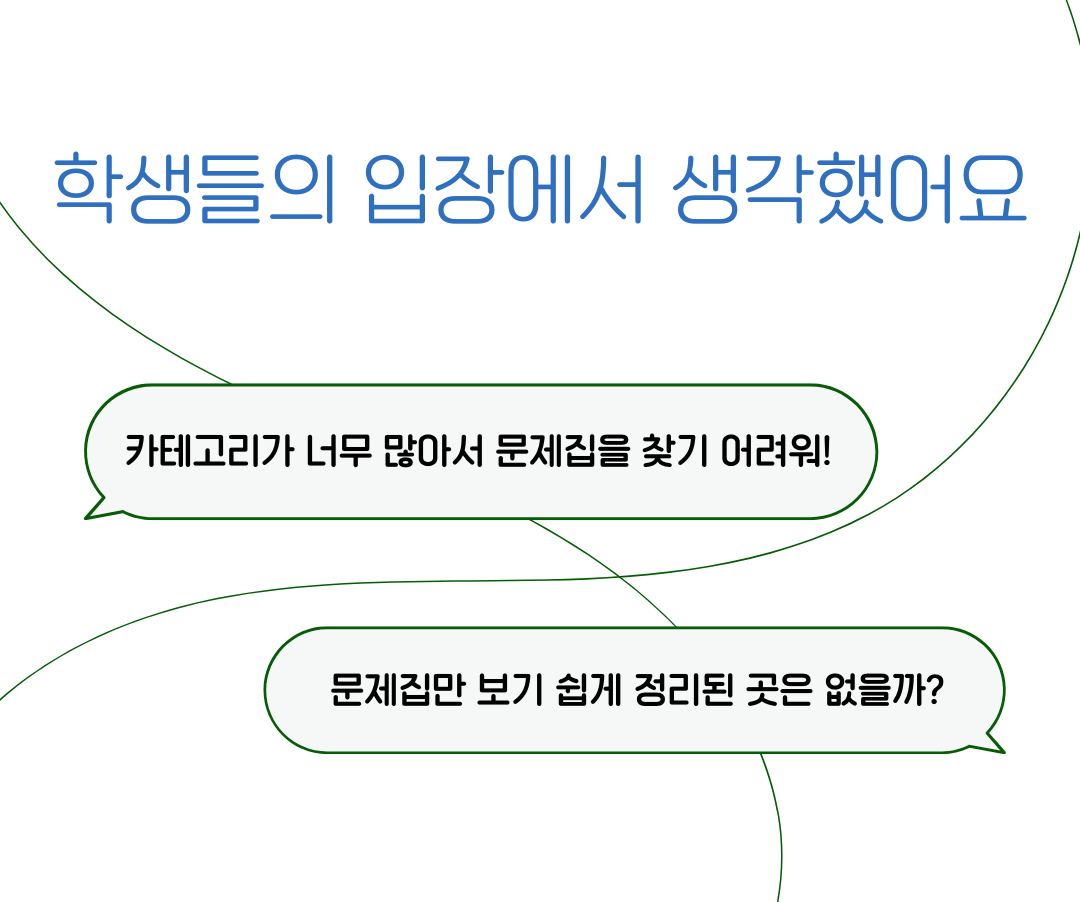 학생들의 입장에서 생각했어요
카테고리가 너무 많아서 문제집을 찾기 어려워!
문제집만 보기 쉽게 정리된 곳은 없을까?